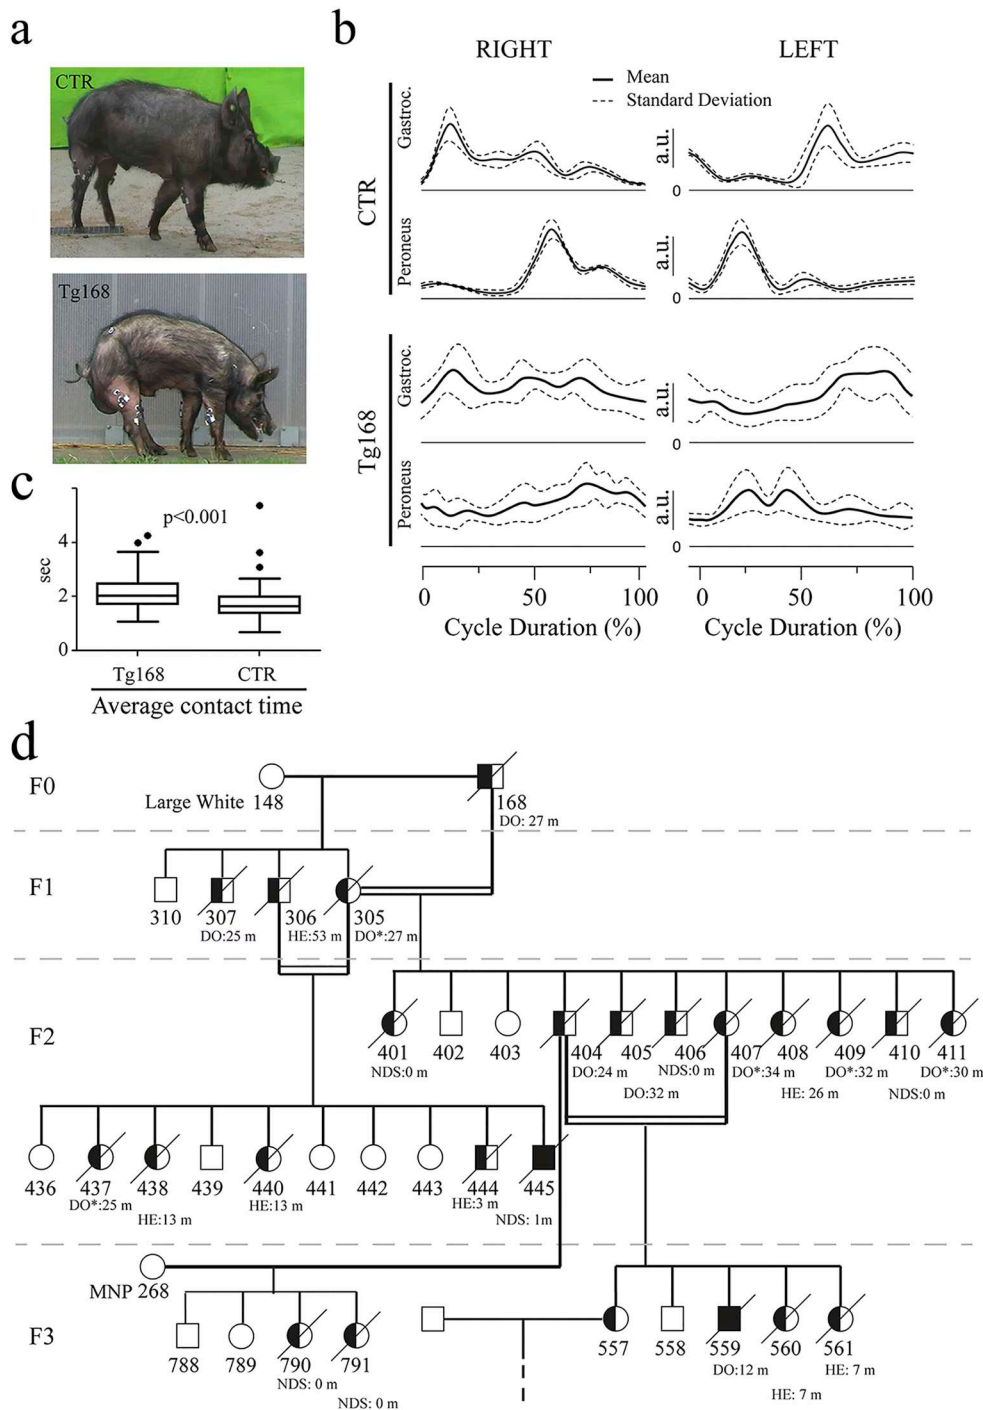 a
CTR
Tg168
b
RIGHT
LEFT
Mean
Standard Deviation
CTR
Gastroc.
a.u.
0
Peroneus
a.u.
0
Tg168
Gastroc.
a.u.
0
Peroneus
a.u.
0
0 50 100
0 50 100
Cycle Duration (%)
Cycle Duration (%)
c
p<0.001
sec
4
2
0
Tg168 CTR
Average contact time
d
F0
Large White 148
168
DO: 27 m
F1
310 307 306 305
DO:25 m HE:53 m DO*:27 m
F2
401 402 403 404 405 406 407 408 409 410 411
NDS:0 m DO:24 m NDS:0 m DO*:34 m DO*:32 m DO*:30 m
DO:32 m HE: 26 m NDS:0 m
436 437 438 439 440 441 442 443 444 445
DO*:25 m HE:13 m HE:3 m
HE:13 m NDS: 1m
MNP 268
F3
788 789 790 791
NDS: 0 m
NDS: 0 m
557 558 559 560 561
DO:12 m HE: 7 m
HE: 7 m